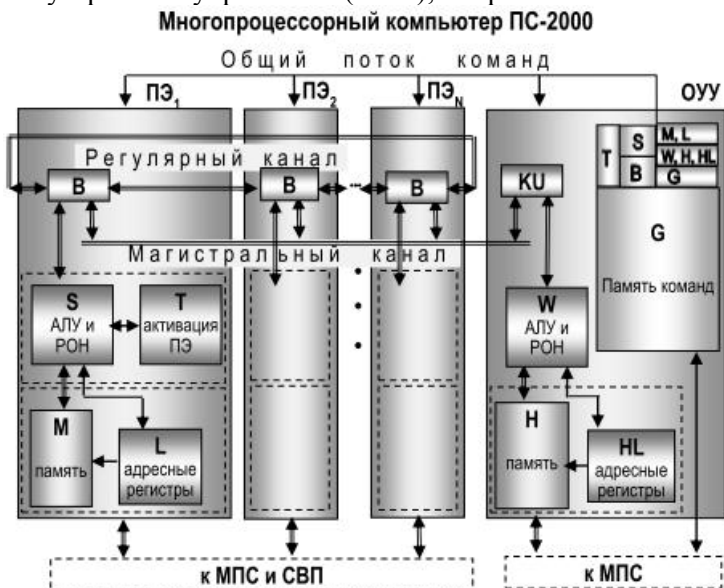 Многопроцессорный компьютер ПС-2000
Общий поток команд
ПЭ1
ПЭ2
ПЭN
ОУУ
T
S
B
M, L
W, H, HL
G
Регулярный канал
B
B
...
B
KU
Магистральный канал
G
Память команд
S
АЛУ и
РОН
T
активация
ПЭ
W
АЛУ и
РОН
M
память
L
адресные
регистры
H
память
HL
адресные
регистры
к МПС и СВП
к МПС